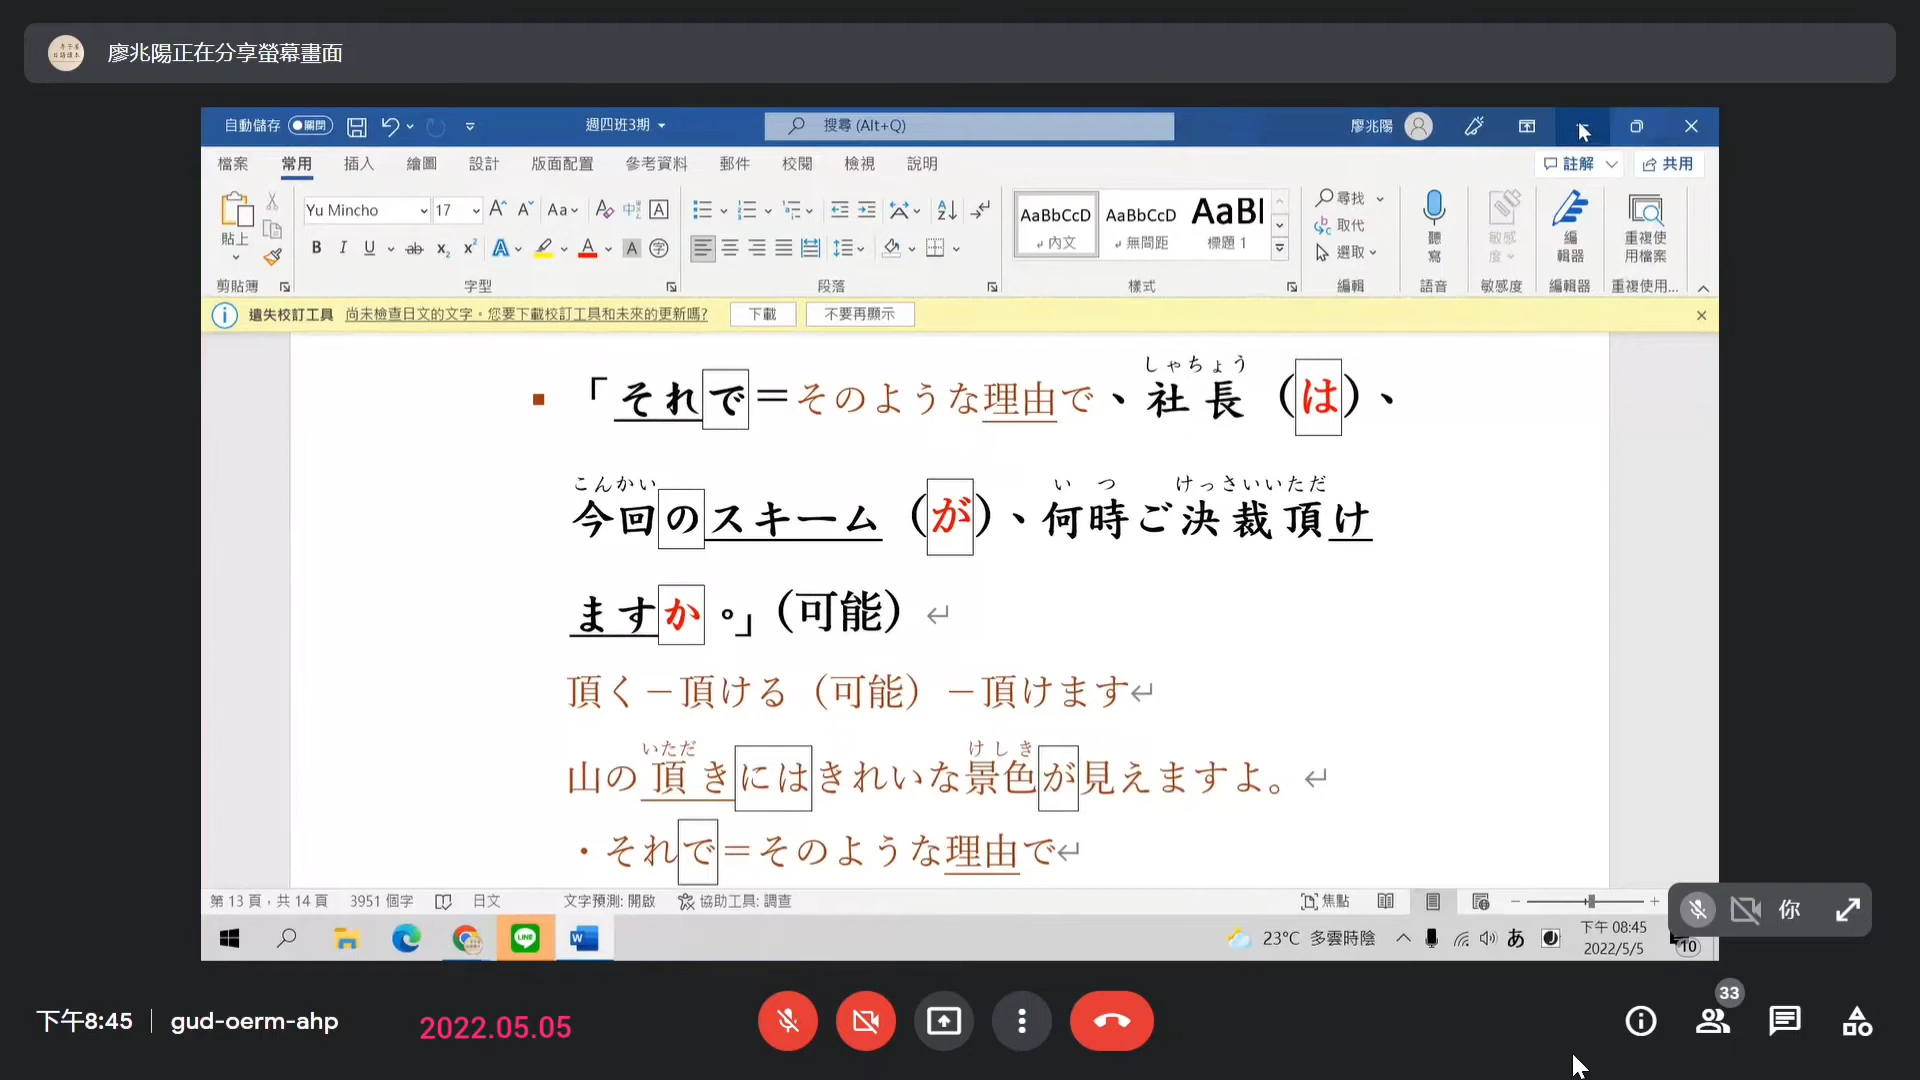 廖兆陽正在分享螢幕畫面
自動儲存 關閉 週四班3期 搜尋 (Alt+Q) 廖兆陽
檔案 常用 插入 繪圖 設計 版面配置 參考資料 郵件 校閱 檢視 說明 註解 共用
Yu Mincho 17 Aa
貼上
B I U ab x₂ x² A A A 字
AaBbCcD AaBbCcD AaBl
內文 無間距 標題 1
尋找
取代
選取
聽寫
敏感度
編輯器
重複使用檔案
剪貼簿 字型 段落 樣式 編輯 語音 敏感度 編輯器 重複使用...
遺失校訂工具 尚未檢查日文的文字。您要下載校訂工具和未來的更新嗎? 下載 不要再顯示
しゃちょう
「それで＝そのような理由で、社長（は）、
こんかい いつ けっさいいただ
今回のスキーム（が）、何時ご決裁頂け
ますか。」（可能）
頂く－頂ける（可能）－頂けます
いただ けしき
山の頂きにはきれいな景色が見えますよ。
・それで＝そのような理由で
第 13 頁，共 14 頁 3951 個字 日文 文字預測: 開啟 協助工具: 調查 焦點
你
LINE 23°C 多雲時陰 あ 下午 08:45
2022/5/5 10
下午8:45 gud-oerm-ahp 2022.05.05 33